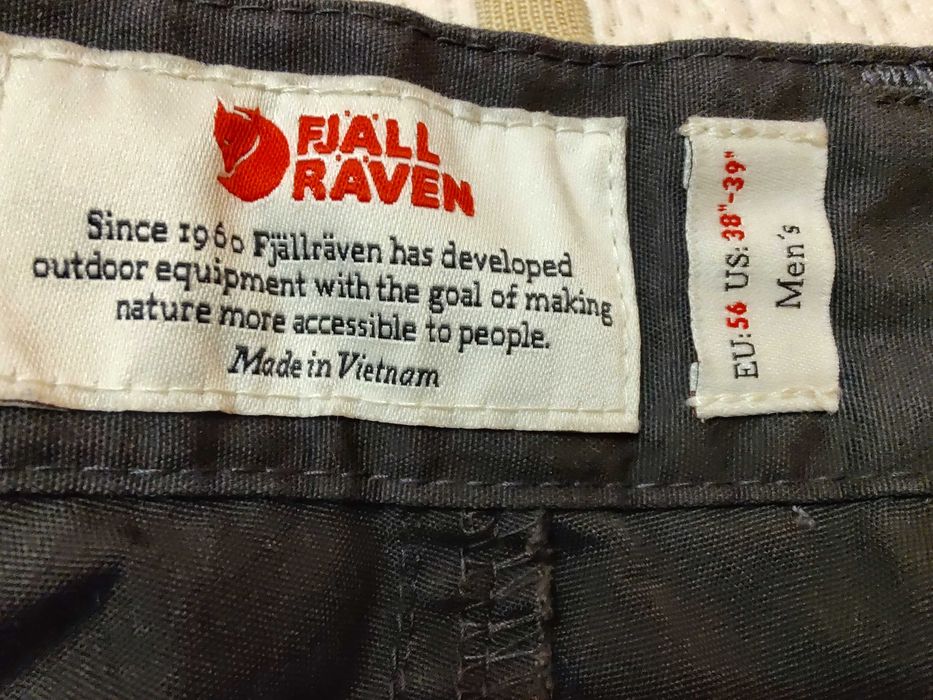 FJÄLL
RÄVEN
Since 1960 Fjällräven has developed
outdoor equipment with the goal of making
nature more accessible to people.
Made in Vietnam
EU: 56 US: 38"-39"
Men's